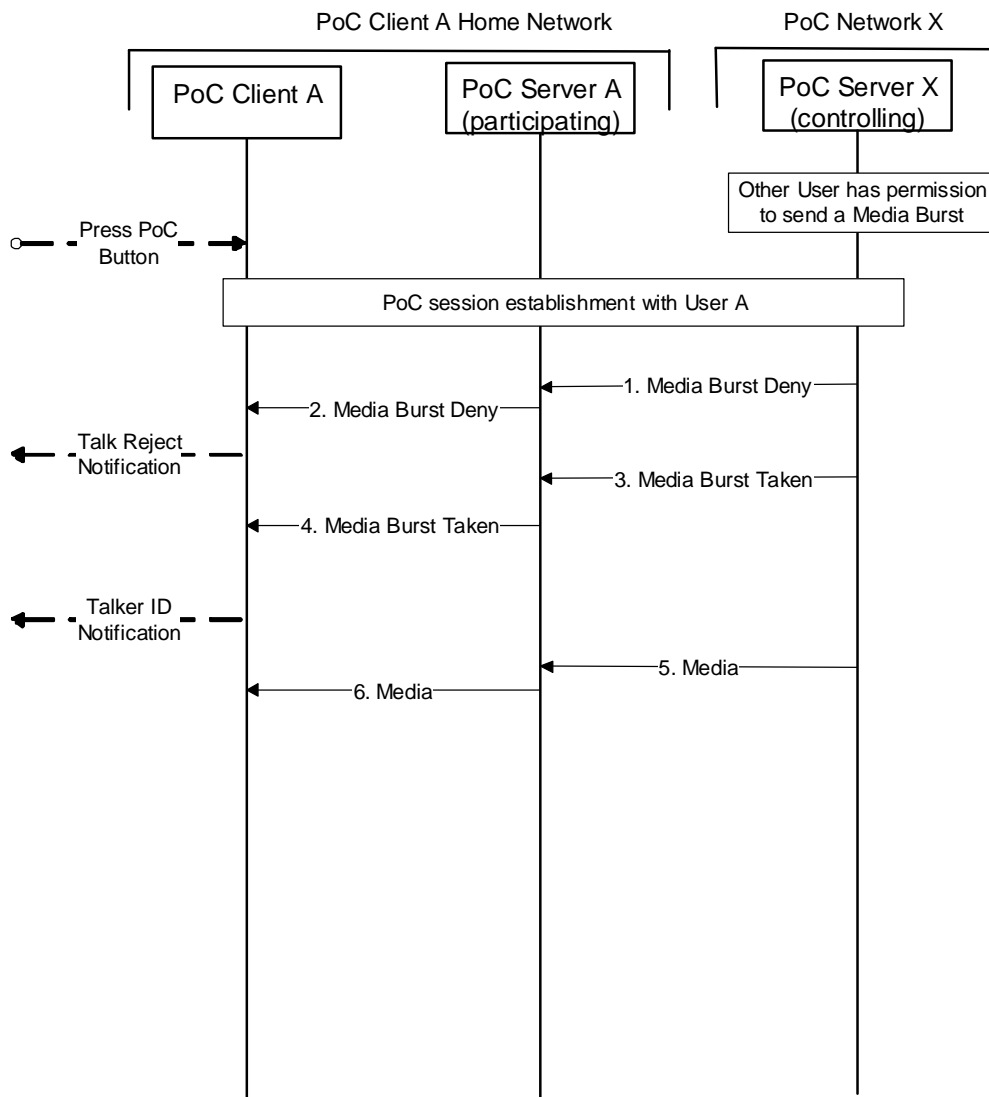 PoC Client A Home Network
PoC Network X
PoC Client A
PoC Server A
(participating)
PoC Server X
(controlling)
Other User has permission
to send a Media Burst
Press PoC
Button
PoC session establishment with User A
1. Media Burst Deny
2. Media Burst Deny
Talk Reject
Notification
3. Media Burst Taken
4. Media Burst Taken
Talker ID
Notification
5. Media
6. Media